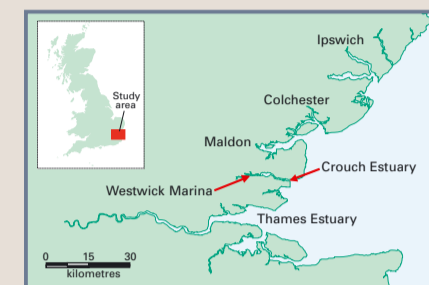 Ipswich
Study
area
Colchester
Maldon
Crouch Estuary
Westwick Marina
Thames Estuary
0 15 30
kilometres